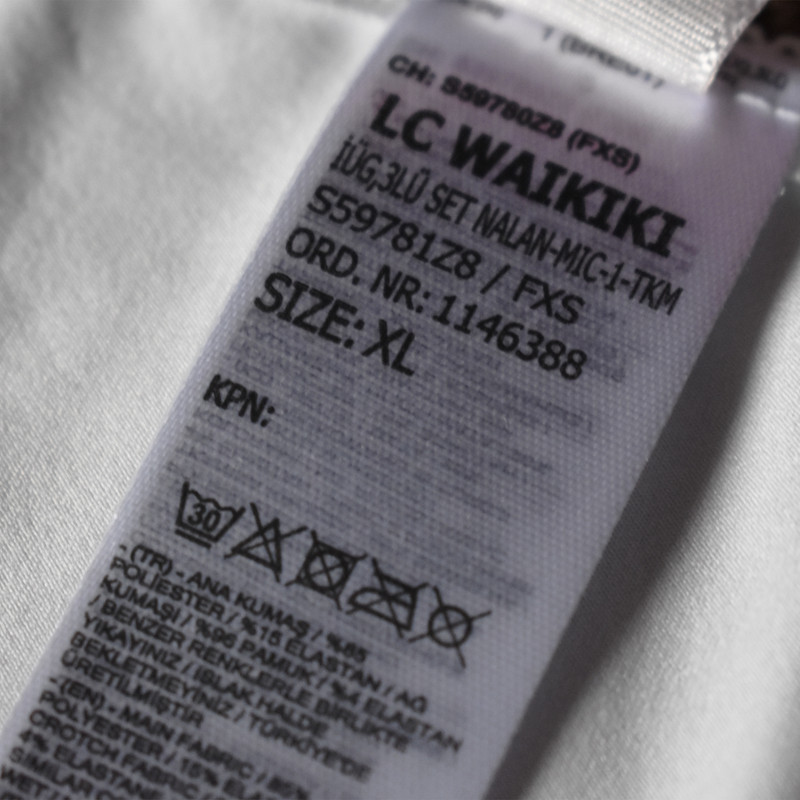 CH: S59780Z8 (FXS)
LC WAIKIKI
İÜG,3LÜ SET NALAN-MIC-1-TKM
S59781Z8 / FXS
ORD. NR: 1146388
SIZE: XL
KPN:
30
- (TR) - ANA KUMAŞ / %85
POLİESTER / %15 ELASTAN / AĞ
KUMAŞI / %96 PAMUK / %4 ELASTAN
/ BENZER RENKLERLE BİRLİKTE
YIKAYINIZ / ISLAK HALDE
BEKLETMEYİNİZ / TÜRKİYE'DE
ÜRETİLMİŞTİR
-(EN) - MAIN FABRIC / 85%
POLYESTER / 15% ELASTANE
CROTCH FABRIC /
4% ELASTANE
SIMILAR
WET /